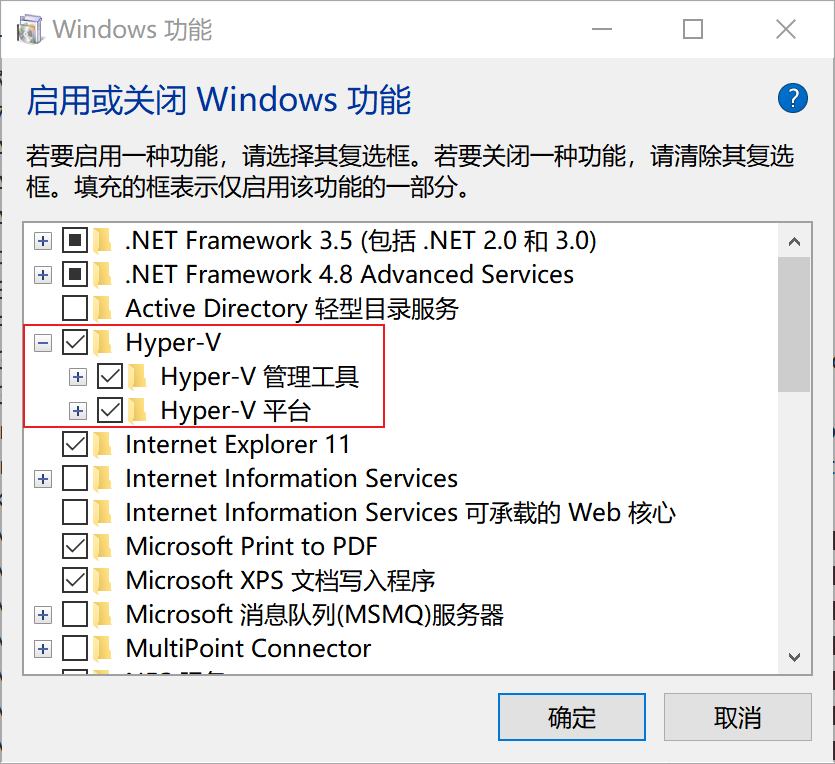 Windows 功能
启用或关闭 Windows 功能
?
若要启用一种功能，请选择其复选框。若要关闭一种功能，请清除其复选
框。填充的框表示仅启用该功能的一部分。
.NET Framework 3.5 (包括 .NET 2.0 和 3.0)
.NET Framework 4.8 Advanced Services
Active Directory 轻型目录服务
Hyper-V
Hyper-V 管理工具
Hyper-V 平台
Internet Explorer 11
Internet Information Services
Internet Information Services 可承载的 Web 核心
Microsoft Print to PDF
Microsoft XPS 文档写入程序
Microsoft 消息队列(MSMQ)服务器
MultiPoint Connector
确定
取消